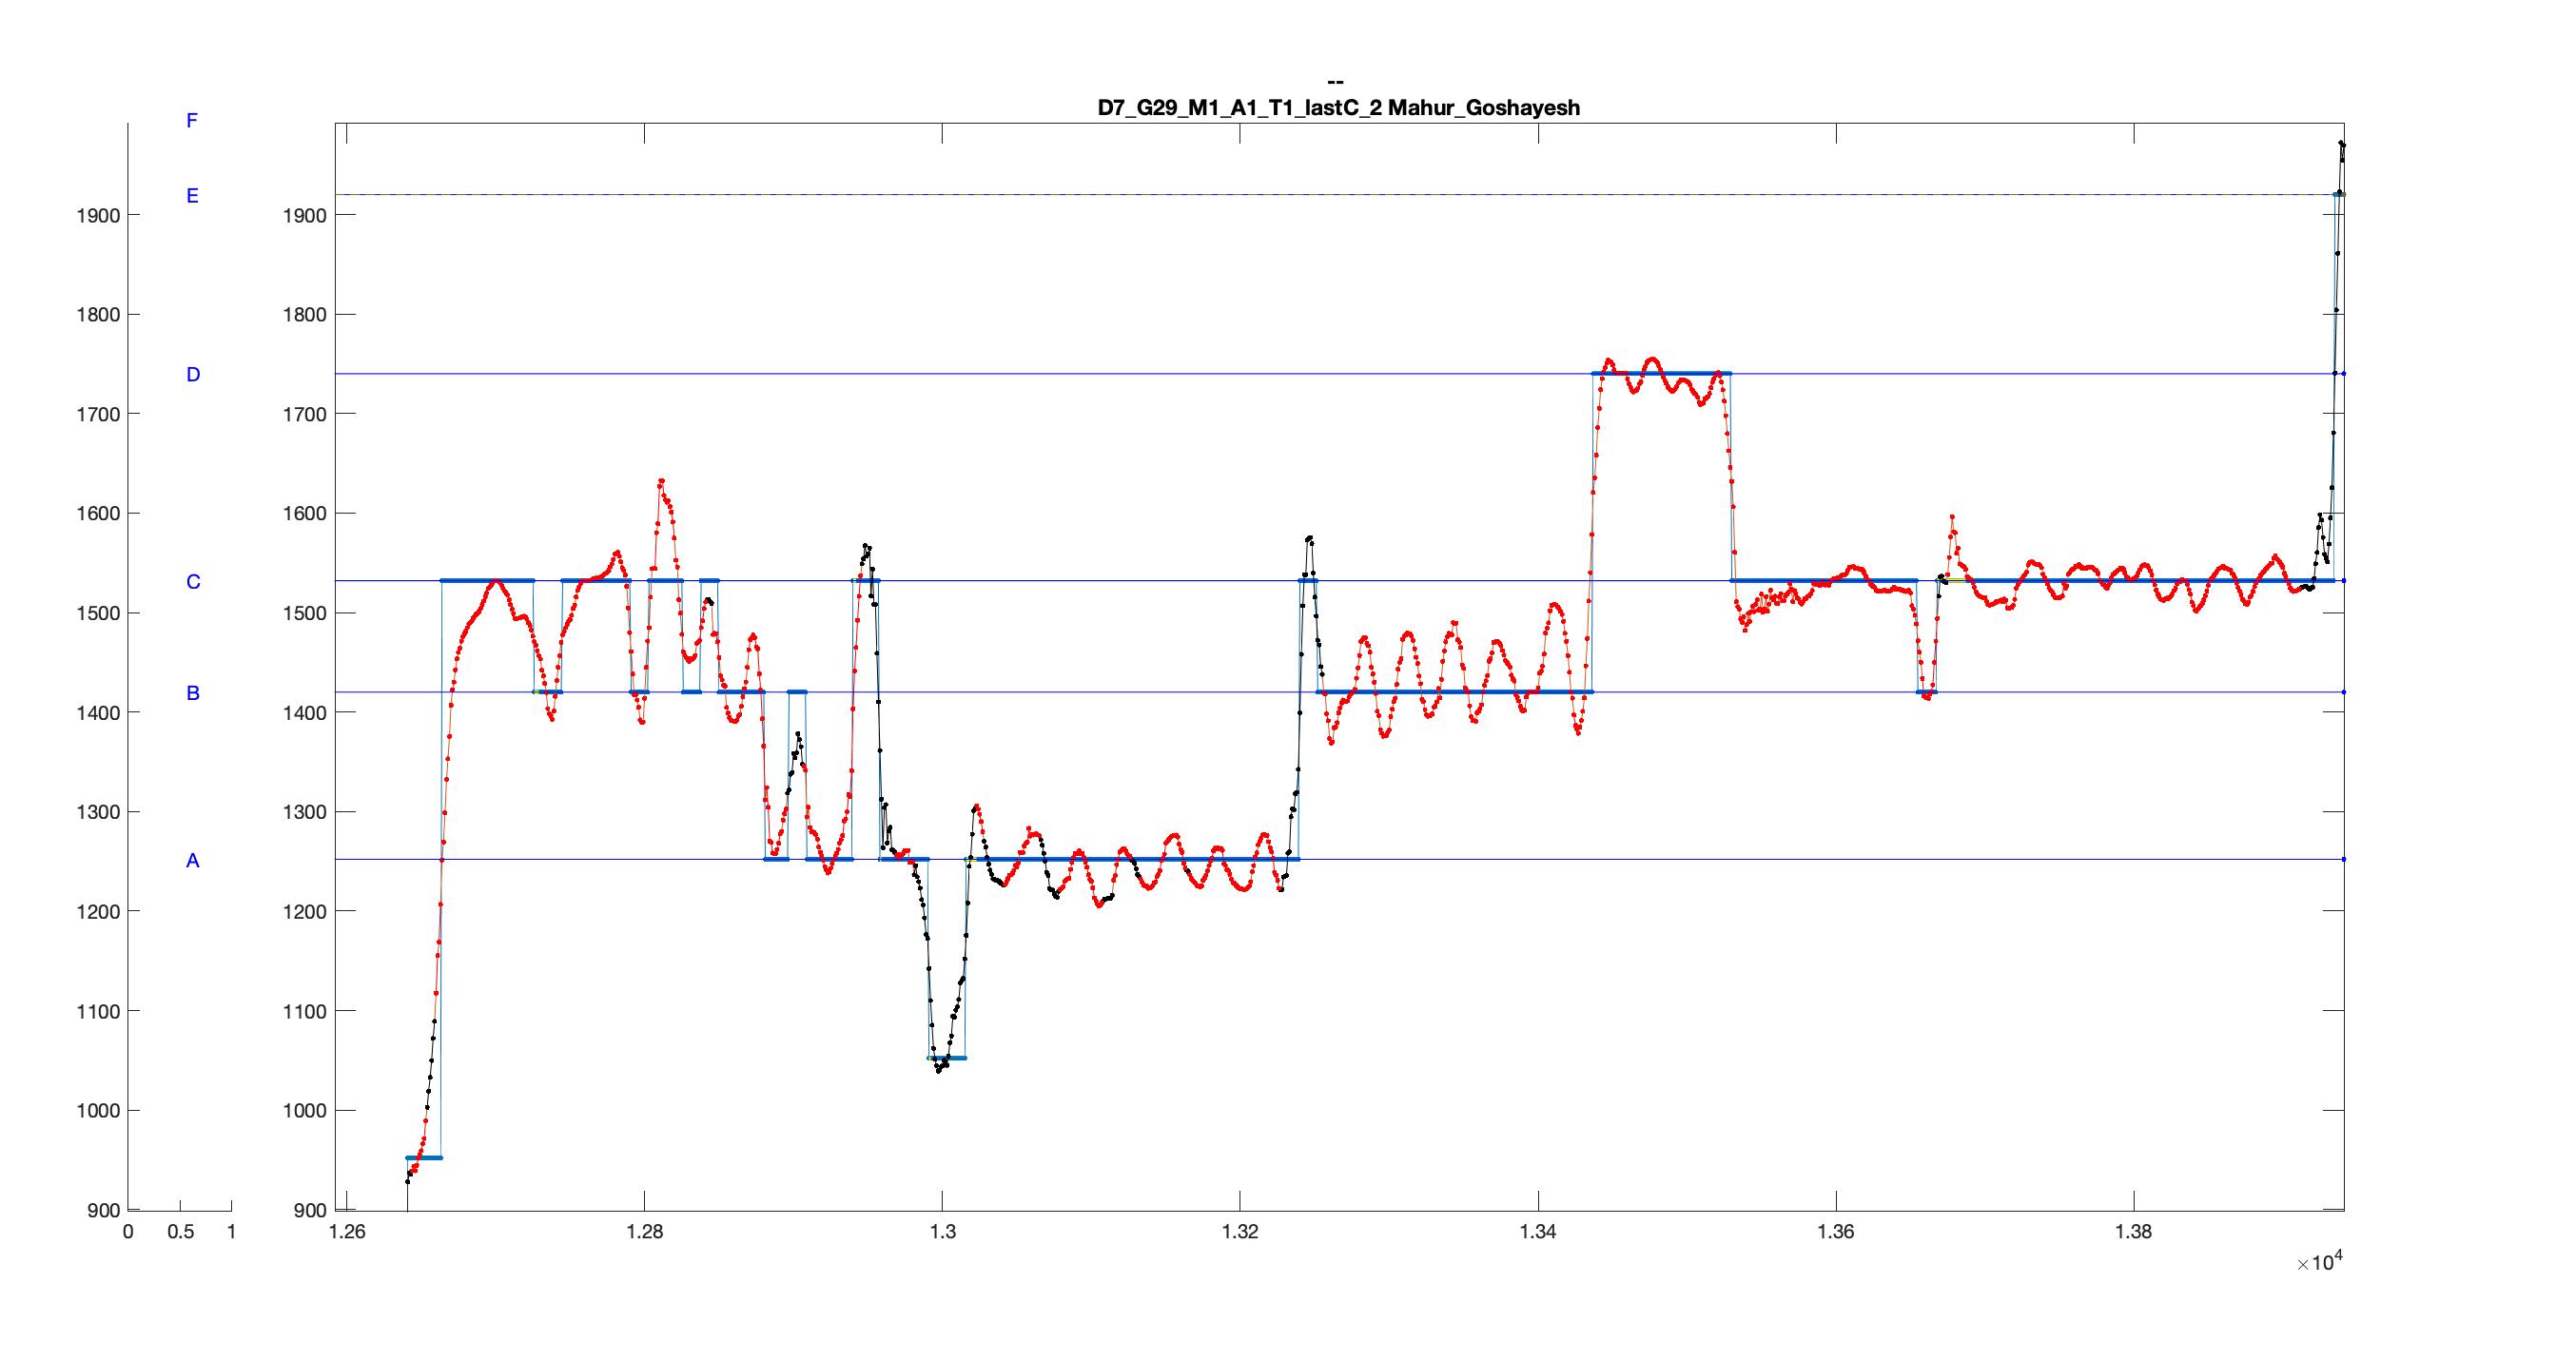 --
D7_G29_M1_A1_T1_lastC_2 Mahur_Goshayesh
F
E
1900 1900
1800 1800
D
1700 1700
1600 1600
C
1500 1500
B
1400 1400
1300 1300
A
1200 1200
1100 1100
1000 1000
900 900
0 0.5 1 1.26 1.28 1.3 1.32 1.34 1.36 1.38
×10^4